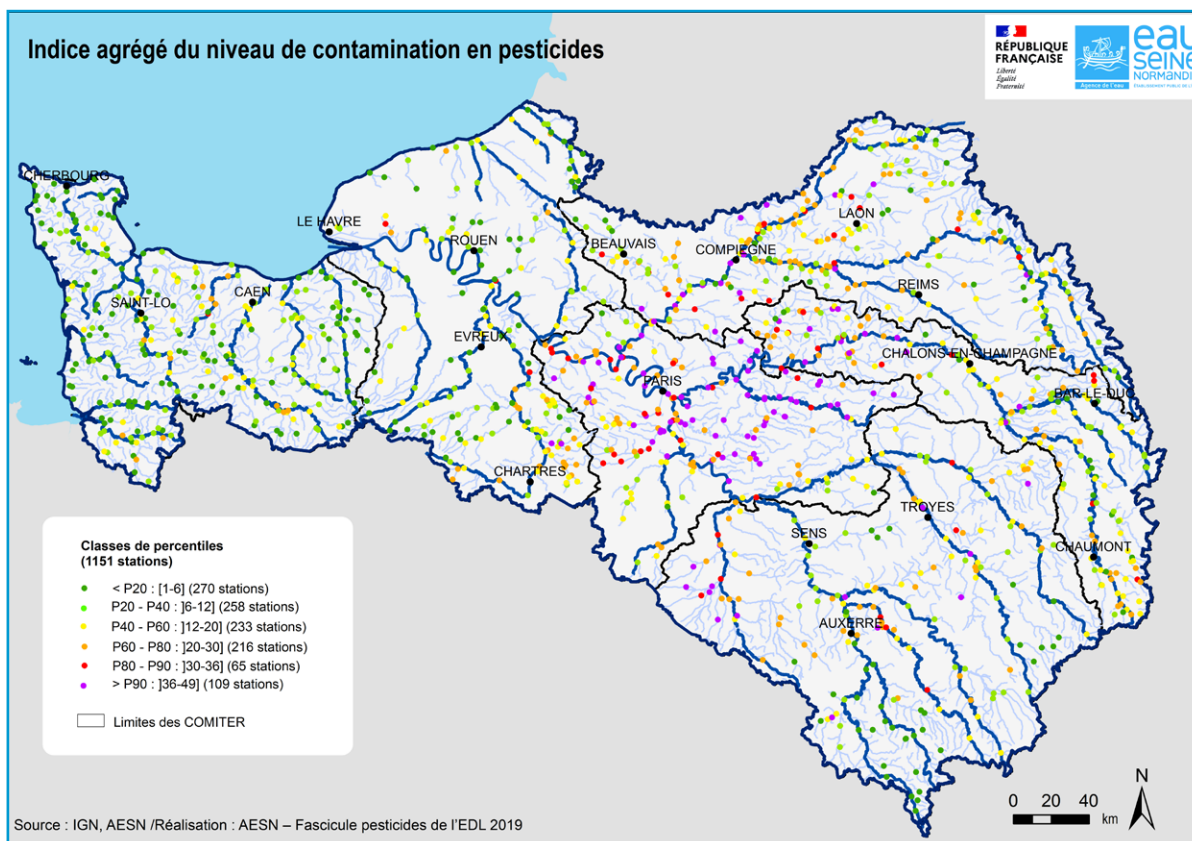 Indice agrégé du niveau de contamination en pesticides
RÉPUBLIQUE
FRANÇAISE
Liberté
Égalité
Fraternité
eau
SEINE
NORMANDI
Agence de l'eau
CHERBOURG
LE HAVRE
ROUEN
BEAUVAIS
COMPIEGNE
LAON
SAINT-LO
CAEN
REIMS
EVREUX
CHALONS-EN-CHAMPAGNE
PARIS
BAR-LE-DUC
CHARTRES
TROYES
SENS
CHAUMONT
AUXERRE
Classes de percentiles
(1151 stations)
< P20 : [1-6] (270 stations)
P20 - P40 : ]6-12] (258 stations)
P40 - P60 : ]12-20] (233 stations)
P60 - P80 : ]20-30] (216 stations)
P80 - P90 : ]30-36] (65 stations)
> P90 : ]36-49] (109 stations)
Limites des COMITER
N
0 20 40
km
Source : IGN, AESN /Réalisation : AESN – Fascicule pesticides de l'EDL 2019